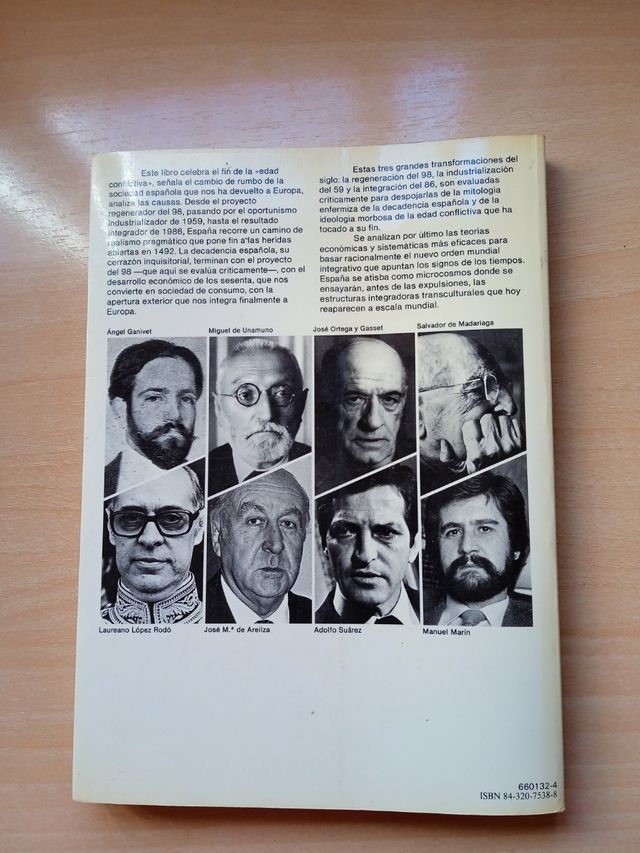 Este libro celebra el fin de la «edad
conflictiva», señala el cambio de rumbo de la
sociedad española que nos ha devuelto a Europa,
analiza las causas. Desde el proyecto
regenerador del 98, pasando por el oportunismo
industrializador de 1959, hasta el resultado
integrador de 1986, España recorre un camino de
realismo pragmático que pone fin a las heridas
abiertas en 1492. La decadencia española, su
cerrazón inquisitorial, terminan con el proyecto
del 98 —que aquí se evalúa críticamente—, con el
desarrollo económico de los sesenta, que nos
convierte en sociedad de consumo, con la
apertura exterior que nos integra finalmente a
Europa.
Estas tres grandes transformaciones del
siglo: la regeneración del 98, la industrialización
del 59 y la integración del 86, son evaluadas
críticamente para despojarlas de la mitología
enfermiza de la decadencia española y de la
ideología morbosa de la edad conflictiva que ha
tocado a su fin.
Se analizan por último las teorías
económicas y sistemáticas más eficaces para
basar racionalmente el nuevo orden mundial
integrativo que apuntan los signos de los tiempos.
España se atisba como microcosmos donde se
ensayarán, antes de las expulsiones, las
estructuras integradoras transculturales que hoy
reaparecen a escala mundial.
Ángel Ganivet
Miguel de Unamuno
José Ortega y Gasset
Salvador de Madariaga
Laureano López Rodó
José M.ª de Areilza
Adolfo Suárez
Manuel Marín
660132-4
ISBN 84-320-7538-8